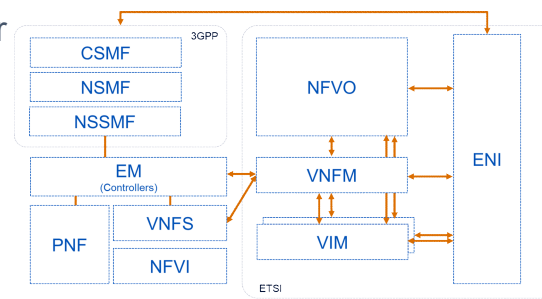 r
3GPP
CSMF
NSMF
NSSMF
NFVO
ENI
EM
(Controllers)
VNFM
PNF
VNFS
VIM
NFVI
ETSI